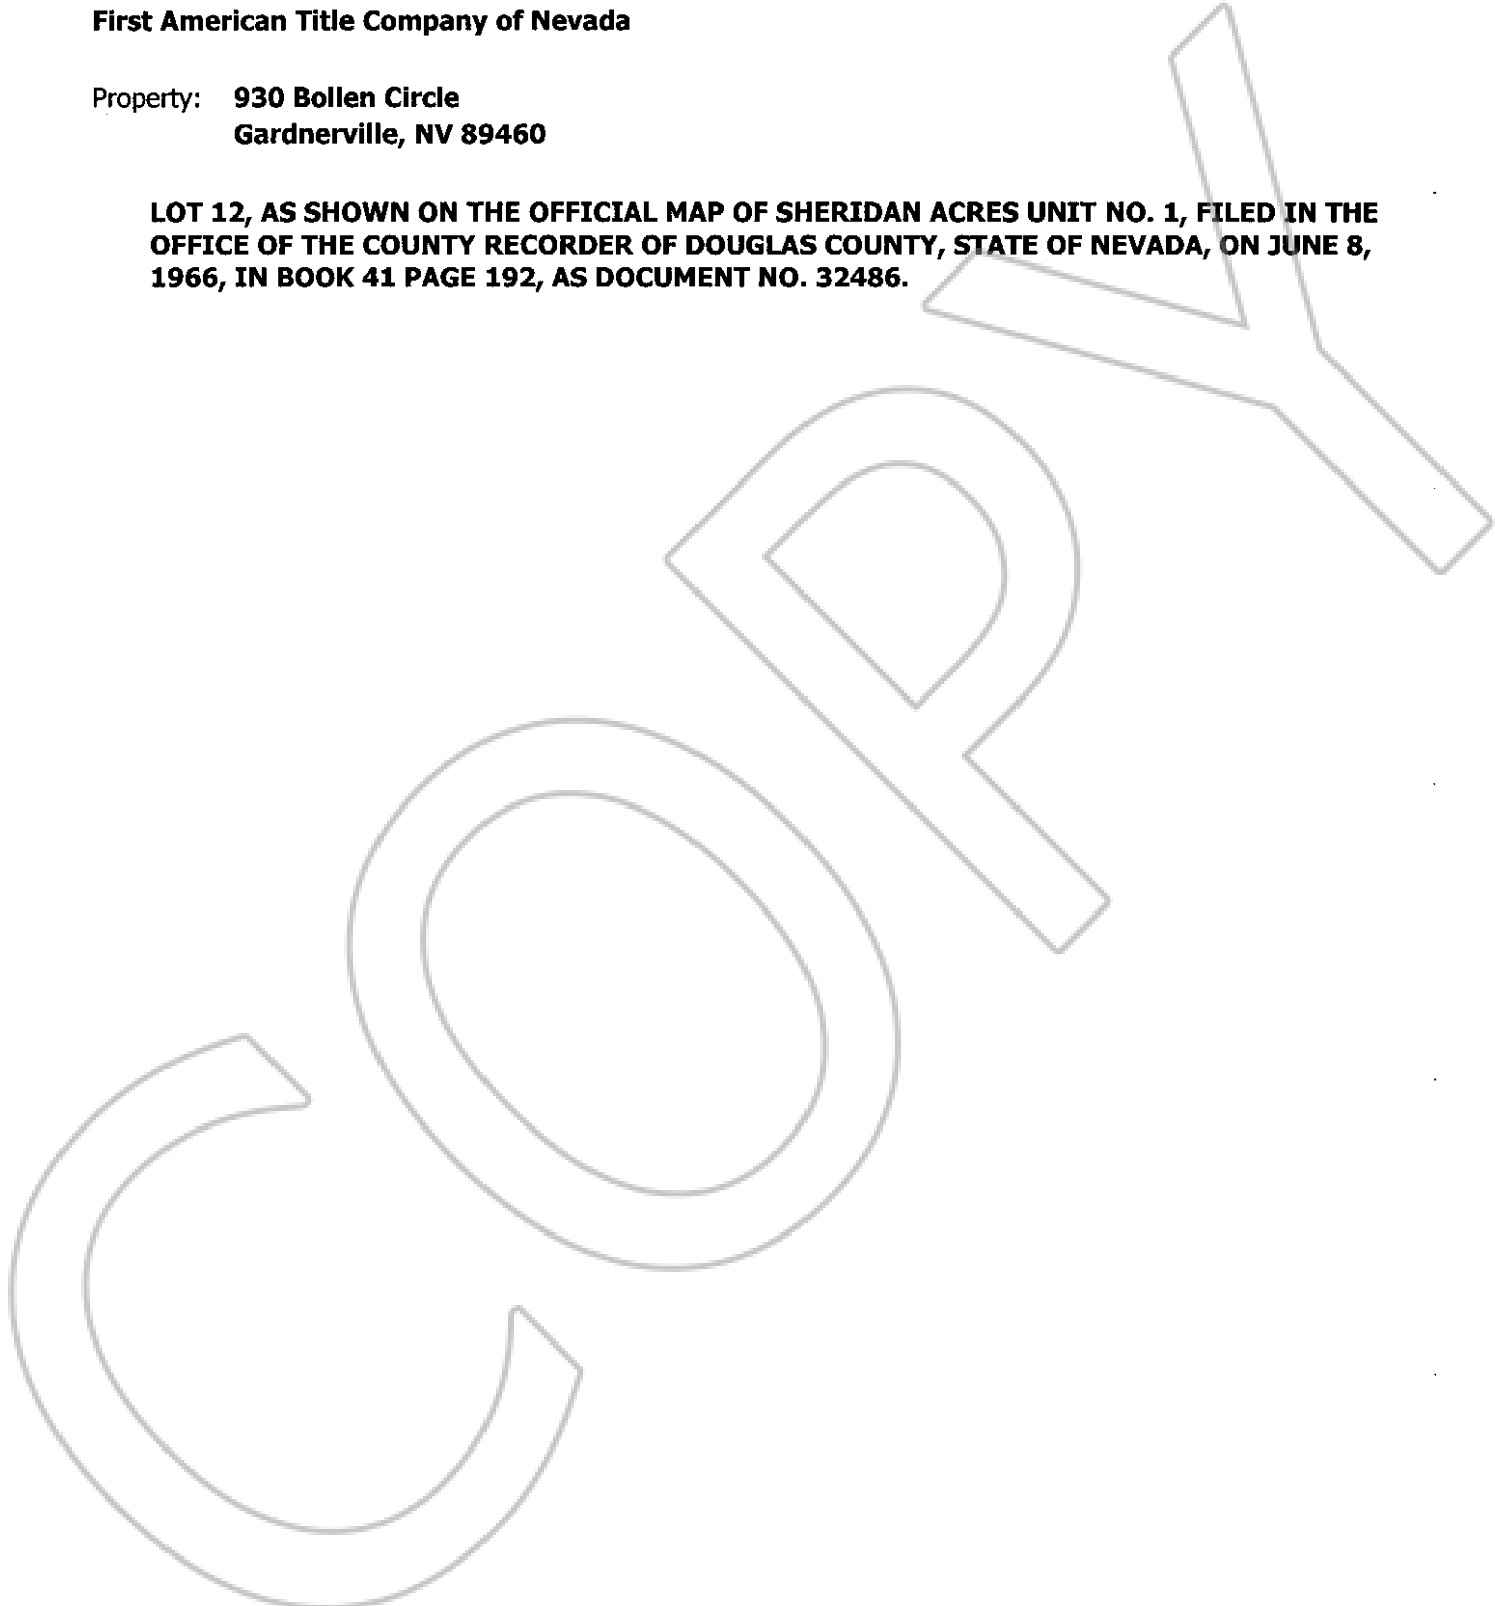 First American Title Company of Nevada
Property: 930 Bollen Circle
Gardnerville, NV 89460
LOT 12, AS SHOWN ON THE OFFICIAL MAP OF SHERIDAN ACRES UNIT NO. 1, FILED IN THE
OFFICE OF THE COUNTY RECORDER OF DOUGLAS COUNTY, STATE OF NEVADA, ON JUNE 8,
1966, IN BOOK 41 PAGE 192, AS DOCUMENT NO. 32486.
COPY